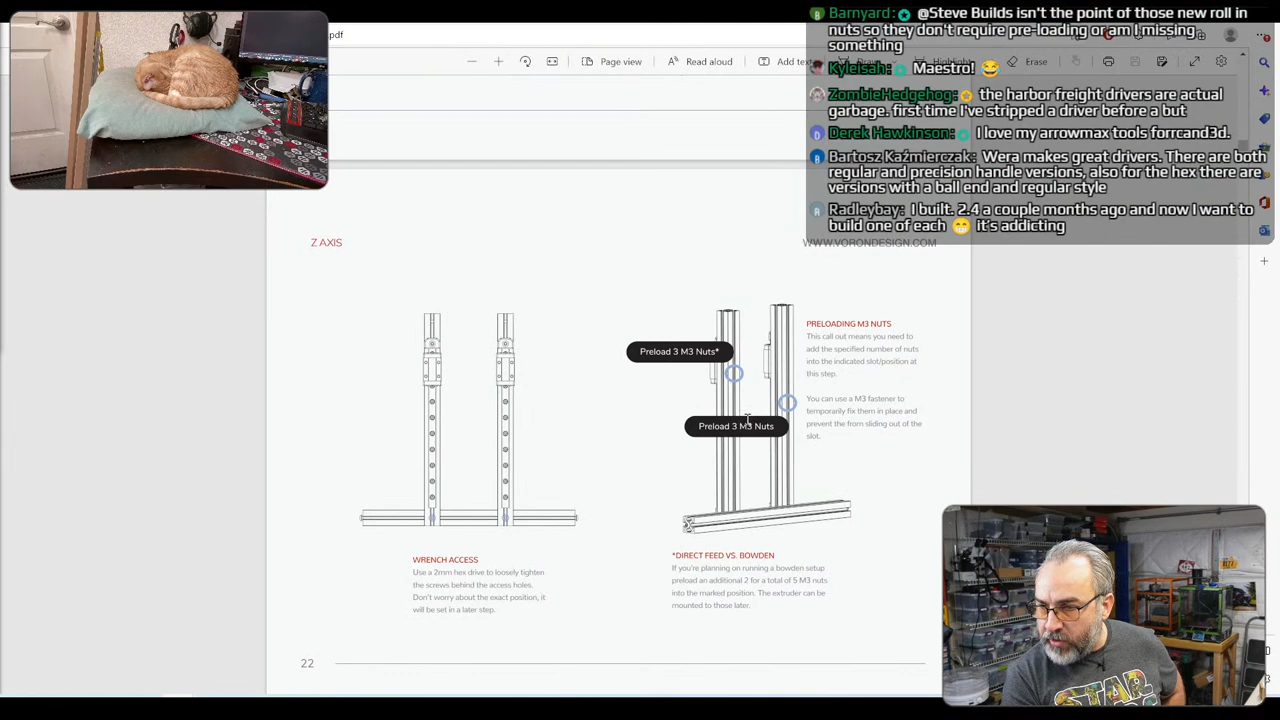 .pdf
Page view
Read aloud
Add tex
Erase
Barnyard: @Steve Builds isn't the point of those new roll in
nuts so they don't require pre-loading or am I missing
something
Kyleisah: Maestro! 😂
ZombieHedgehog: the harbor freight drivers are actual
garbage. first time I've stripped a driver before a but
Derek Hawkinson: I love my arrowmax tools forrcand3d.
Bartosz Kaźmierczak: Wera makes great drivers. There are both
regular and precision handle versions, also for the hex there are
versions with a ball end and regular style
Radleybay: I built. 2.4 a couple months ago and now I want to
build one of each 😁 it's addicting
Z AXIS
WWW.VORONDESIGN.COM
Preload 3 M3 Nuts*
Preload 3 M3 Nuts
PRELOADING M3 NUTS
This call out means you need to
add the specified number of nuts
into the indicated slot/position at
this step.
You can use a M3 fastener to
temporarily fix them in place and
prevent the from sliding out of the
slot.
WRENCH ACCESS
Use a 2mm hex drive to loosely tighten
the screws behind the access holes.
Don't worry about the exact position, it
will be set in a later step.
*DIRECT FEED VS. BOWDEN
If you're planning on running a bowden setup
preload an additional 2 for a total of 5 M3 nuts
into the marked position. The extruder can be
mounted to those later.
22
STAR